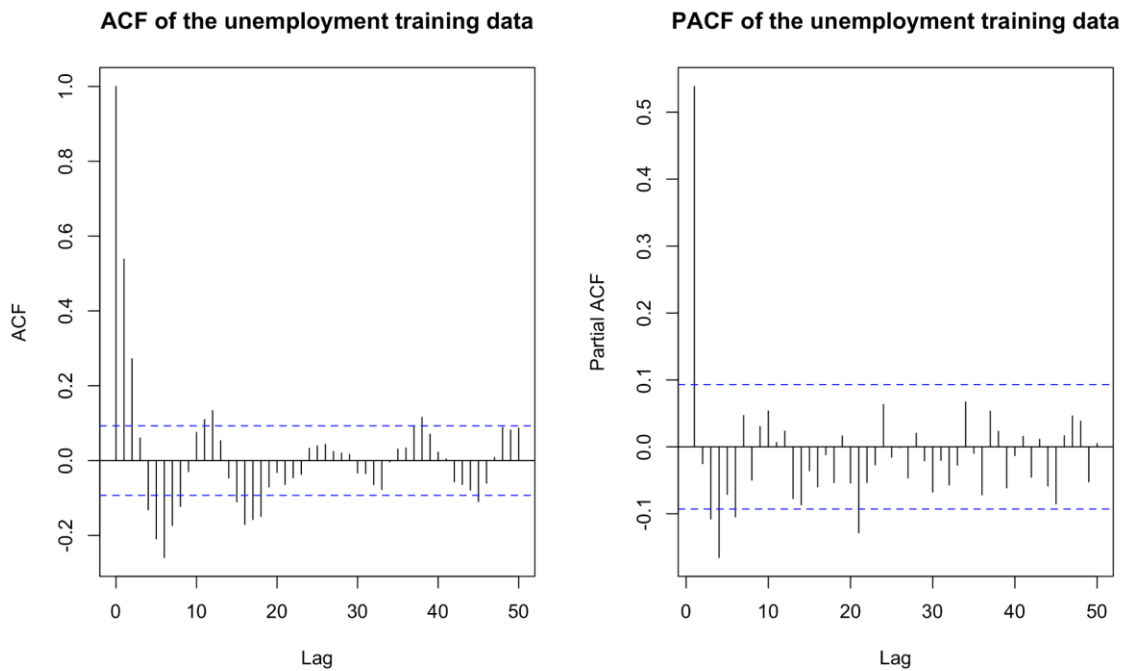 ACF of the unemployment training data
ACF
1.0
0.8
0.6
0.4
0.2
0.0
-0.2
0 10 20 30 40 50
Lag
PACF of the unemployment training data
Partial ACF
0.5
0.4
0.3
0.2
0.1
0.0
-0.1
0 10 20 30 40 50
Lag